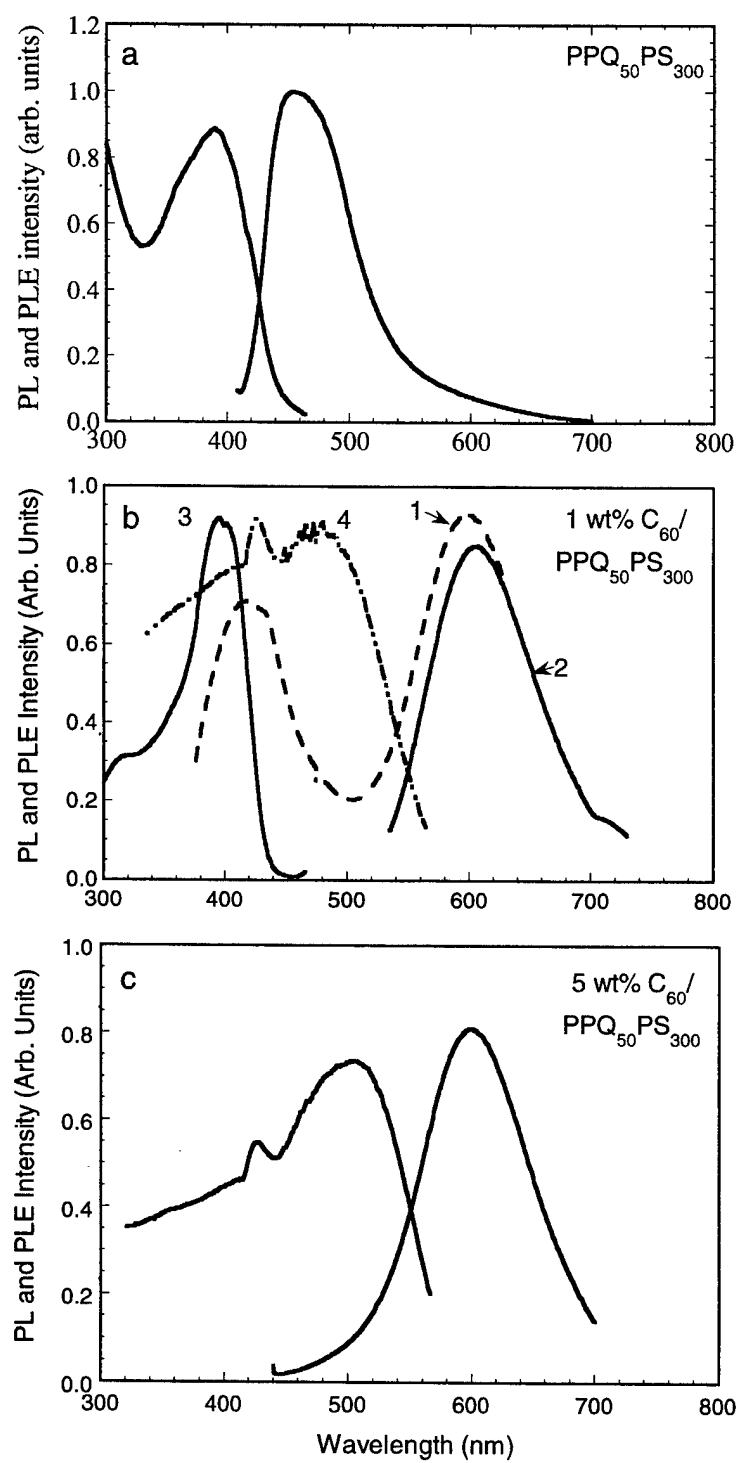 a
PPQ50PS300
PL and PLE intensity (arb. units)
1.2
1.0
0.8
0.6
0.4
0.2
0.0
300 400 500 600 700 800
b
3
4
1
2
1 wt% C60/
PPQ50PS300
PL and PLE Intensity (Arb. Units)
1.0
0.8
0.6
0.4
0.2
0.0
300 400 500 600 700 800
c
5 wt% C60/
PPQ50PS300
PL and PLE Intensity (Arb. Units)
1.0
0.8
0.6
0.4
0.2
0.0
300 400 500 600 700 800
Wavelength (nm)